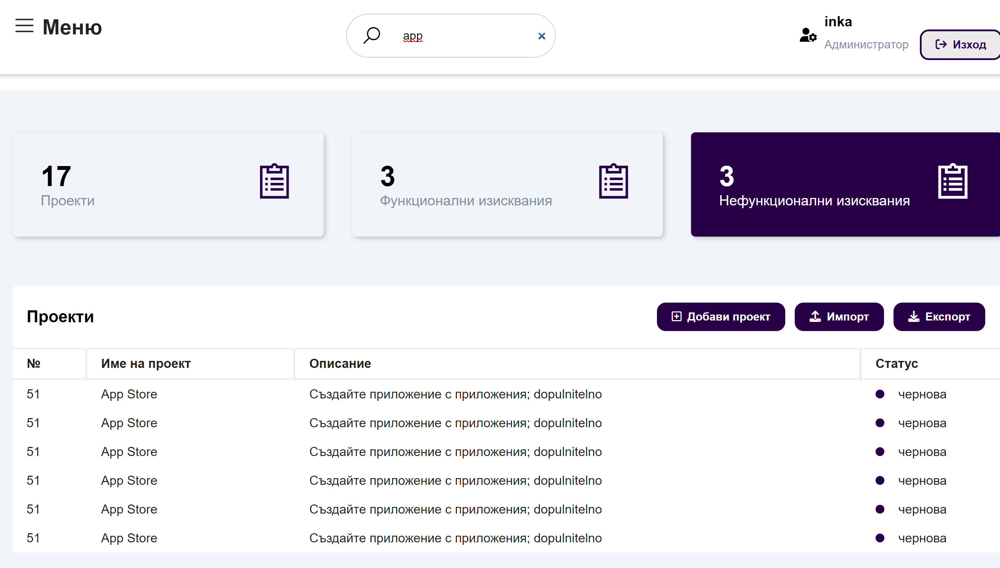 Меню
app
inka
Администратор
Изход
17
Проекти
3
Функционални изисквания
3
Нефункционални изисквания
Проекти
Добави проект
Импорт
Експорт
№ Име на проект Описание Статус
51 App Store Създайте приложение с приложения; dopulnitelno чернова
51 App Store Създайте приложение с приложения; dopulnitelno чернова
51 App Store Създайте приложение с приложения; dopulnitelno чернова
51 App Store Създайте приложение с приложения; dopulnitelno чернова
51 App Store Създайте приложение с приложения; dopulnitelno чернова
51 App Store Създайте приложение с приложения; dopulnitelno чернова